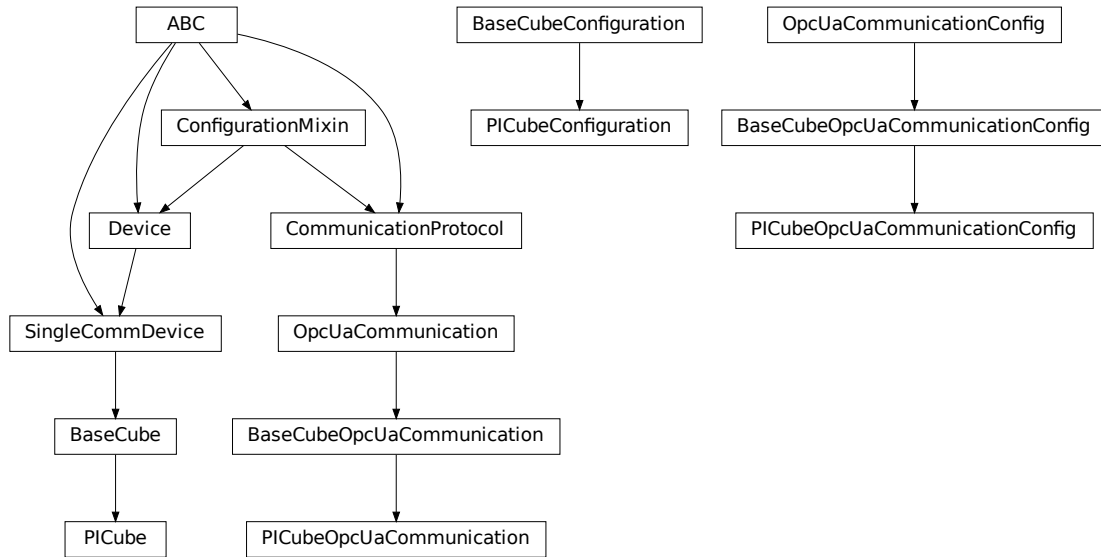 ABC
BaseCubeConfiguration
OpcUaCommunicationConfig
ConfigurationMixin
PICubeConfiguration
BaseCubeOpcUaCommunicationConfig
Device
CommunicationProtocol
PICubeOpcUaCommunicationConfig
SingleCommDevice
OpcUaCommunication
BaseCube
BaseCubeOpcUaCommunication
PICube
PICubeOpcUaCommunication